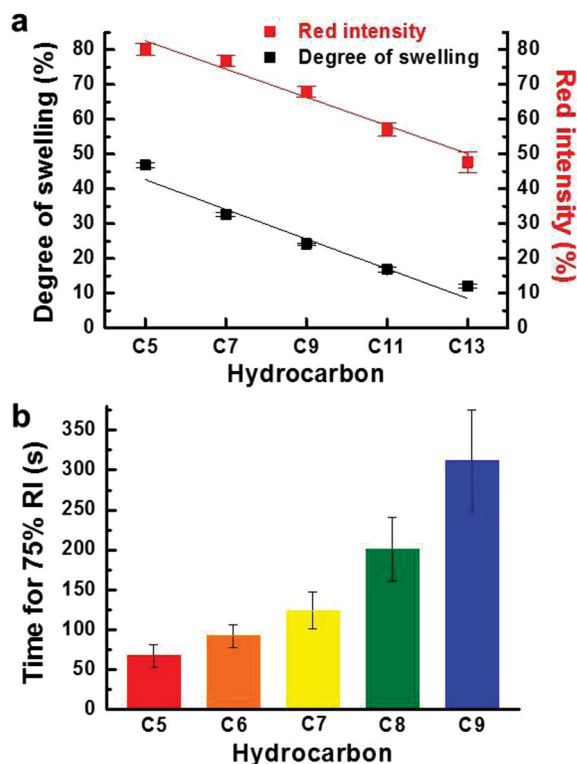 a
Red intensity
Degree of swelling
Degree of swelling (%)
80
70
60
50
40
30
20
10
0
80
70
60
50
40
30
20
10
0
Red intensity (%)
C5 C7 C9 C11 C13
Hydrocarbon
b
Time for 75% RI (s)
350
300
250
200
150
100
50
0
C5 C6 C7 C8 C9
Hydrocarbon